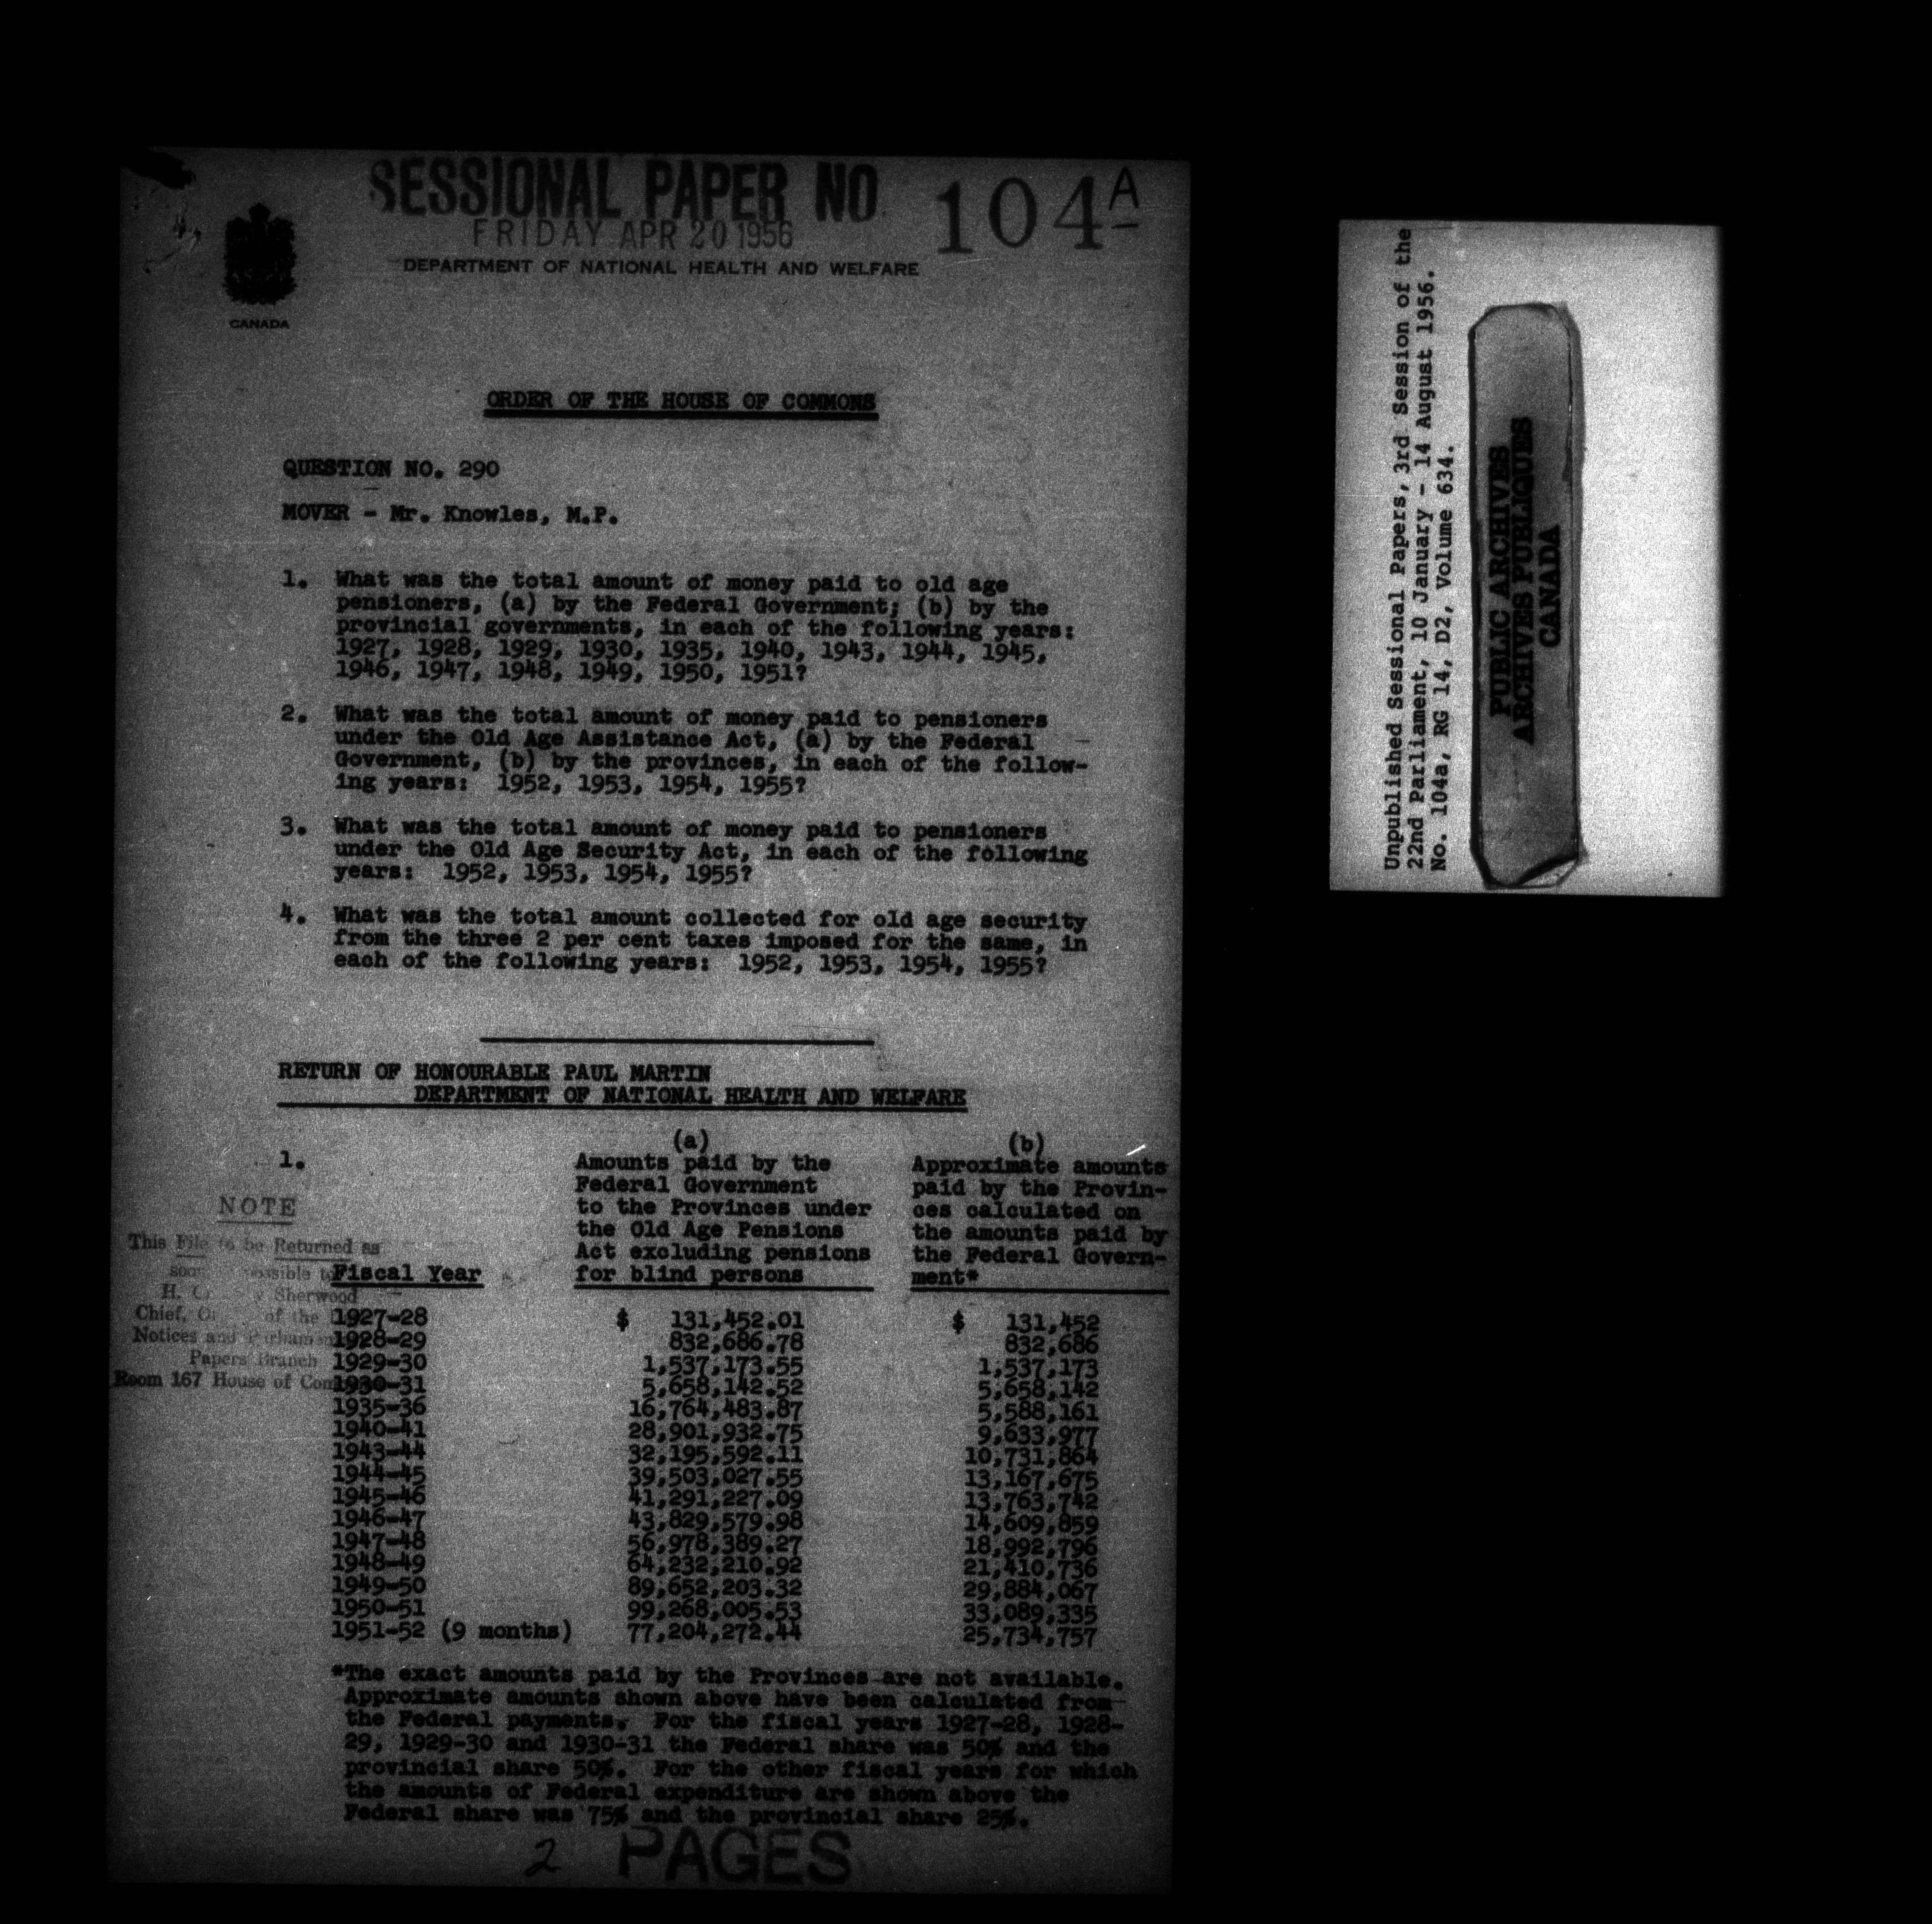 SESSIONAL PAPER NO. 104A
FRIDAY APR 20 1956
DEPARTMENT OF NATIONAL HEALTH AND WELFARE
CANADA
ORDER OF THE HOUSE OF COMMONS
QUESTION NO. 290
MOVER - Mr. Knowles, M.P.
1. What was the total amount of money paid to old age
pensioners, (a) by the Federal Government; (b) by the
provincial governments, in each of the following years:
1927, 1928, 1929, 1930, 1935, 1940, 1943, 1944, 1945,
1946, 1947, 1948, 1949, 1950, 1951?
2. What was the total amount of money paid to pensioners
under the Old Age Assistance Act, (a) by the Federal
Government, (b) by the provinces, in each of the follow-
ing years: 1952, 1953, 1954, 1955?
3. What was the total amount of money paid to pensioners
under the Old Age Security Act, in each of the following
years: 1952, 1953, 1954, 1955?
4. What was the total amount collected for old age security
from the three 2 per cent taxes imposed for the same, in
each of the following years: 1952, 1953, 1954, 1955?
RETURN OF HONOURABLE PAUL MARTIN
DEPARTMENT OF NATIONAL HEALTH AND WELFARE
(a) (b)
1. Amounts paid by the Approximate amounts
Federal Government paid by the Provin-
to the Provinces under ces calculated on
the Old Age Pensions the amounts paid by
Act excluding pensions the Federal Govern-
Fiscal Year for blind persons ment*
1927-28 $ 131,452.01 $ 131,452
1928-29 832,686.78 832,686
1929-30 1,537,173.55 1,537,173
1930-31 5,658,142.52 5,658,142
1935-36 16,764,483.87 5,588,161
1940-41 28,901,932.75 9,633,977
1943-44 32,195,592.11 10,731,864
1944-45 39,503,027.55 13,167,675
1945-46 41,291,227.09 13,763,742
1946-47 43,829,579.98 14,609,859
1947-48 56,978,389.27 18,992,796
1948-49 64,232,210.92 21,410,736
1949-50 89,652,203.32 29,884,067
1950-51 99,268,005.53 33,089,335
1951-52 (9 months) 77,204,272.44 25,734,757
*The exact amounts paid by the Provinces are not available.
Approximate amounts shown above have been calculated from
the Federal payments. For the fiscal years 1927-28, 1928-
29, 1929-30 and 1930-31 the Federal share was 50% and the
provincial share 50%. For the other fiscal years for which
the amounts of Federal expenditure are shown above the
Federal share was 75% and the provincial share 25%.
2 PAGES
NOTE
This File to be Returned as
Sherwood
Chief, of the
Notices and
Papers Branch
Room 167 House of
Unpublished Sessional Papers, 3rd Session of the
22nd Parliament, 10 January - 14 August 1956.
No. 104a, RG 14, D2, Volume 634.
PUBLIC ARCHIVES
ARCHIVES PUBLIQUES
CANADA